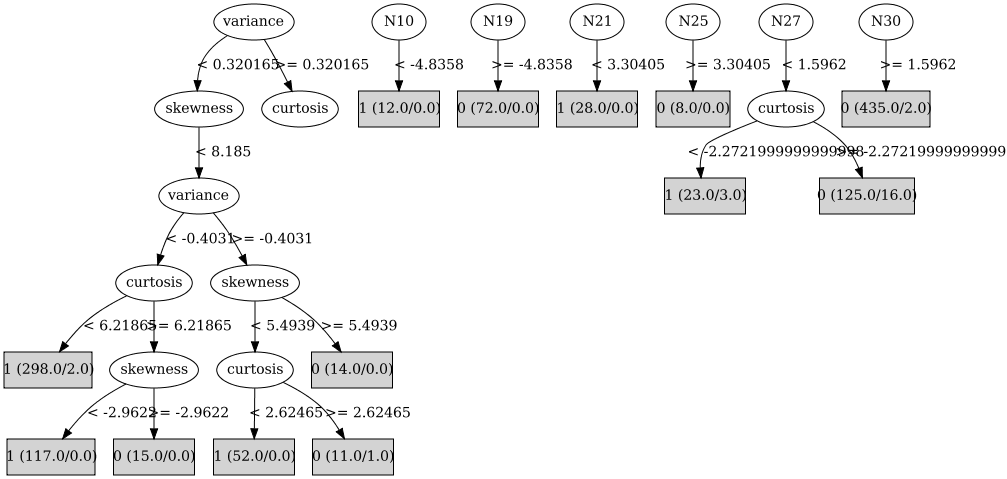 variance N10 N19 N21 N25 N27 N30
< 0.320165 >= 0.320165 < -4.8358 >= -4.8358 < 3.30405 >= 3.30405 < 1.5962 >= 1.5962
skewness curtosis 1 (12.0/0.0) 0 (72.0/0.0) 1 (28.0/0.0) 0 (8.0/0.0) curtosis 0 (435.0/2.0)
< 8.185 < -2.2721999999999998 >= -2.2721999999999998
variance 1 (23.0/3.0) 0 (125.0/16.0)
< -0.4031 >= -0.4031
curtosis skewness
< 6.21865 >= 6.21865 < 5.4939 >= 5.4939
1 (298.0/2.0) skewness curtosis 0 (14.0/0.0)
< -2.9622 >= -2.9622 < 2.62465 >= 2.62465
1 (117.0/0.0) 0 (15.0/0.0) 1 (52.0/0.0) 0 (11.0/1.0)